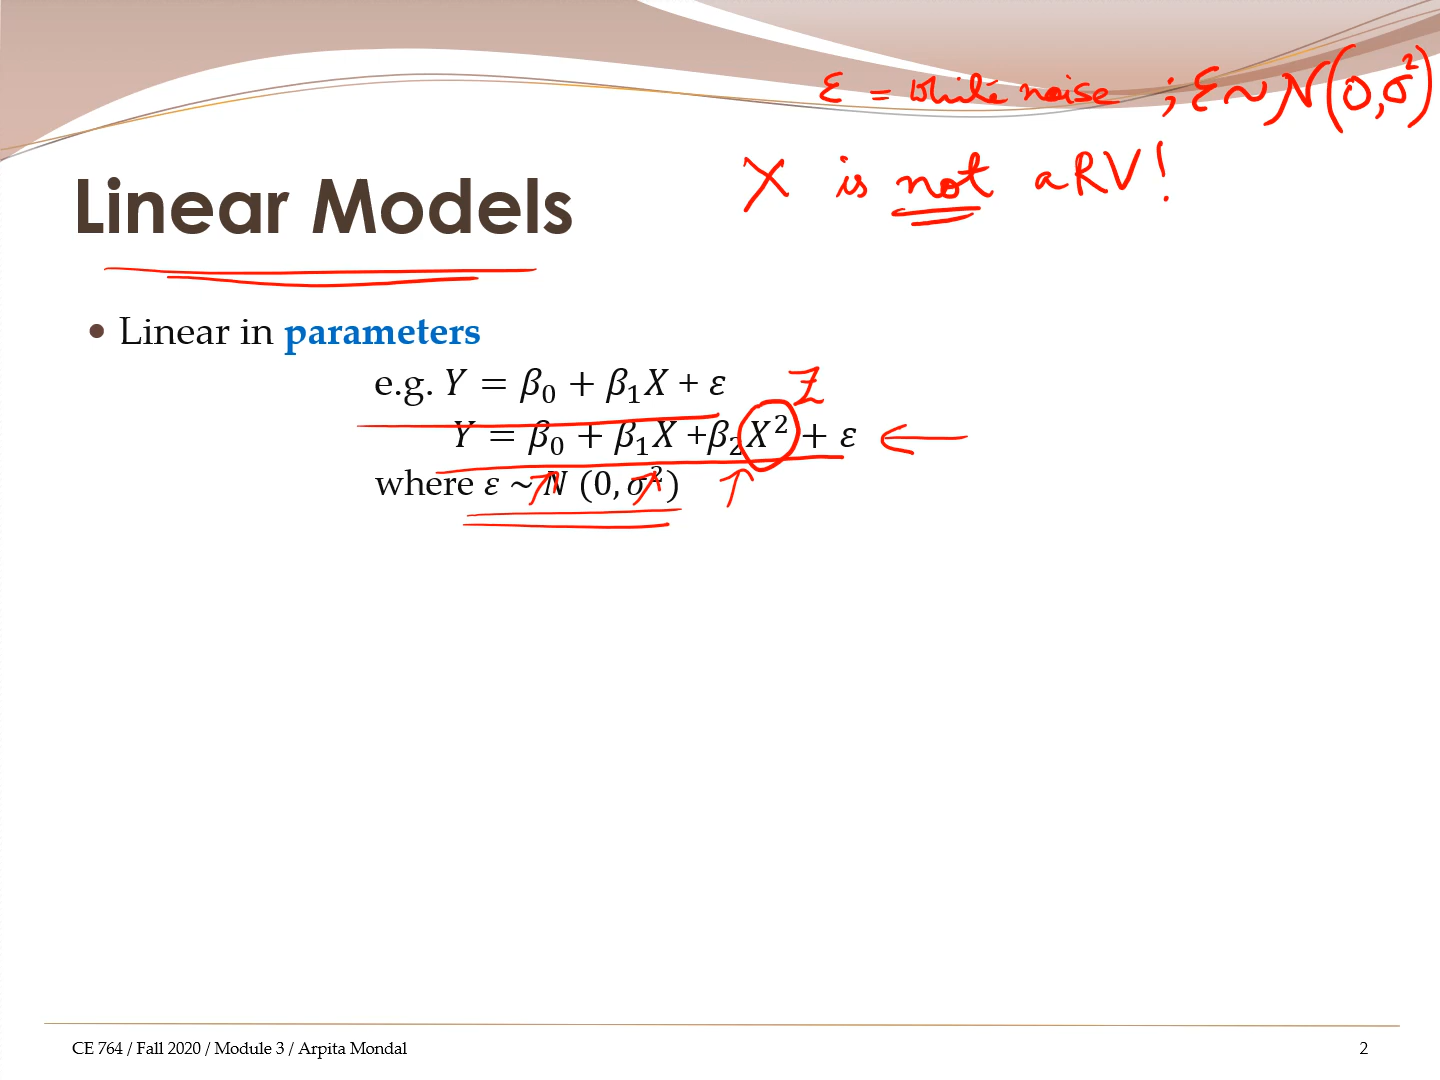 ε = white noise ; ε ~ N(0, σ²)
X is not a RV!
Linear Models
• Linear in parameters
e.g. Y = β₀ + β₁X + ε
Z
Y = β₀ + β₁X +β₂X² + ε
where ε ~ N (0, σ²)
CE 764 / Fall 2020 / Module 3 / Arpita Mondal
2